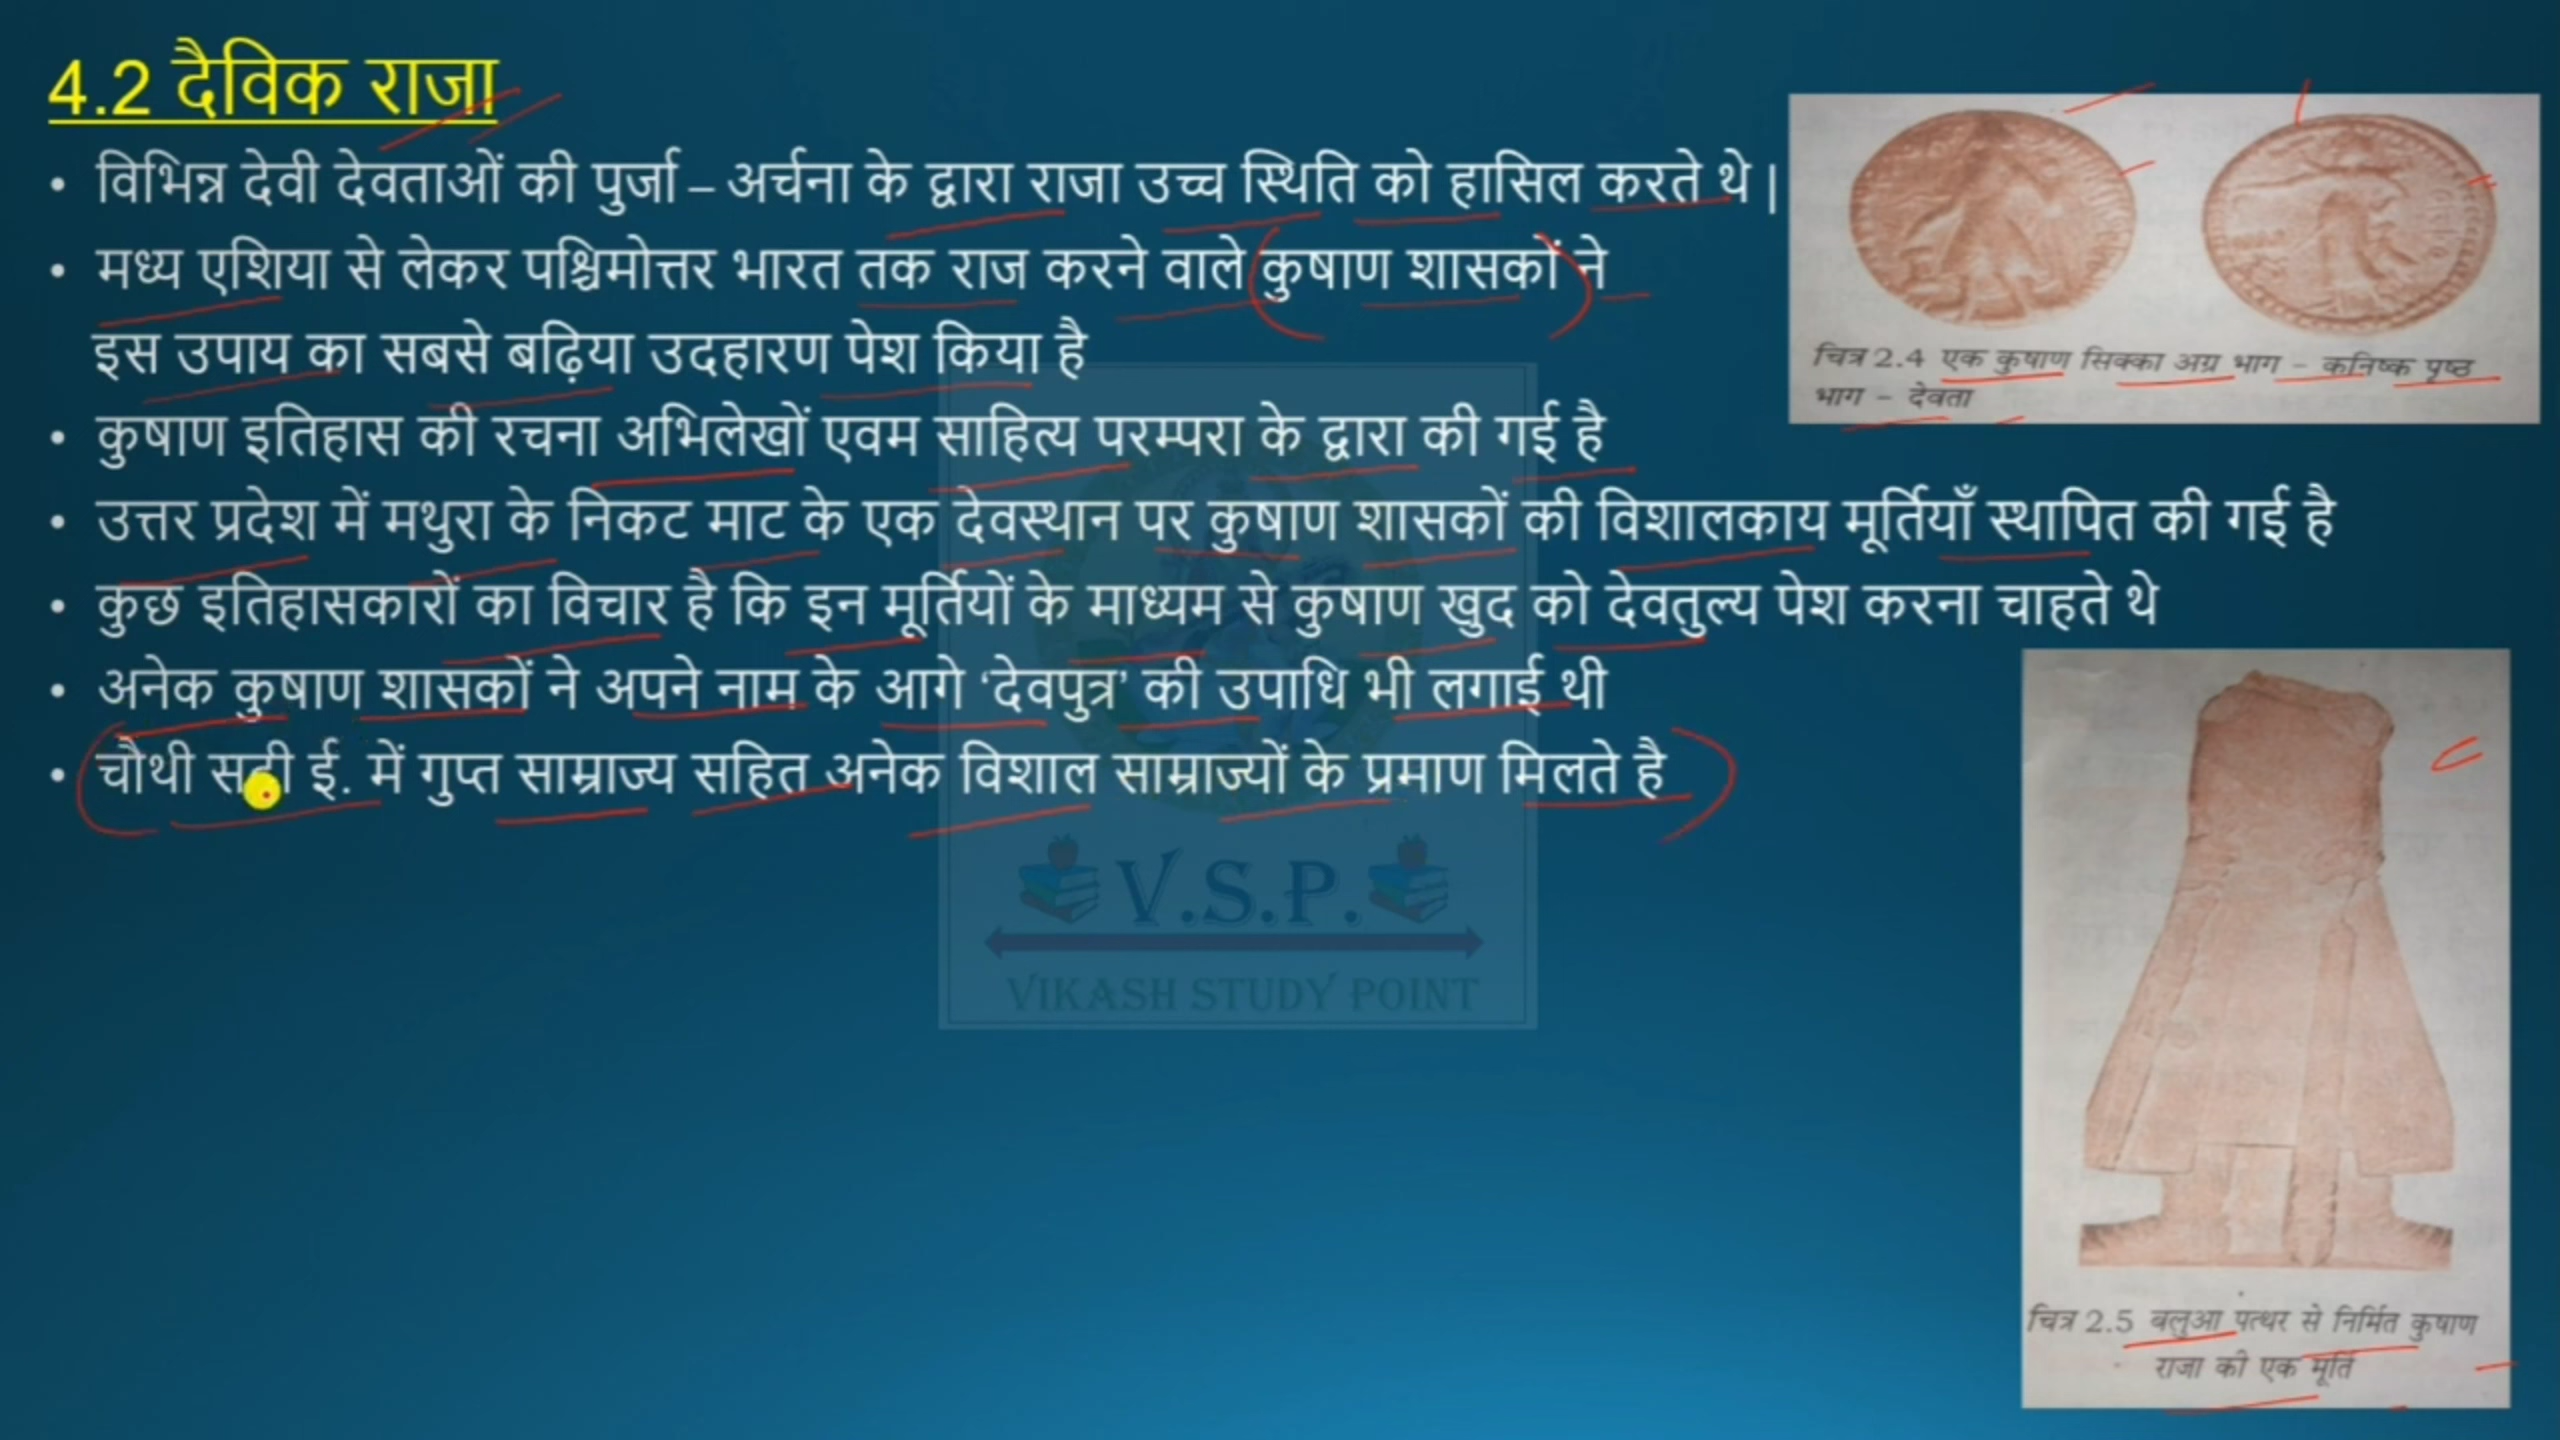 4.2 दैविक राजा
• विभिन्न देवी देवताओं की पुर्जा – अर्चना के द्वारा राजा उच्च स्थिति को हासिल करते थे |
• मध्य एशिया से लेकर पश्चिमोत्तर भारत तक राज करने वाले कुषाण शासकों ने
इस उपाय का सबसे बढ़िया उदहारण पेश किया है
• कुषाण इतिहास की रचना अभिलेखों एवम साहित्य परम्परा के द्वारा की गई है
• उत्तर प्रदेश में मथुरा के निकट माट के एक देवस्थान पर कुषाण शासकों की विशालकाय मूर्तियाँ स्थापित की गई है
• कुछ इतिहासकारों का विचार है कि इन मूर्तियों के माध्यम से कुषाण खुद को देवतुल्य पेश करना चाहते थे
• अनेक कुषाण शासकों ने अपने नाम के आगे ‘देवपुत्र’ की उपाधि भी लगाई थी
• चौथी सदी ई. में गुप्त साम्राज्य सहित अनेक विशाल साम्राज्यों के प्रमाण मिलते है
चित्र 2.4 एक कुषाण सिक्का अग्र भाग – कनिष्क पृष्ठ
भाग – देवता
चित्र 2.5 बलुआ पत्थर से निर्मित कुषाण
राजा की एक मूर्ति
V.S.P.
VIKASH STUDY POINT